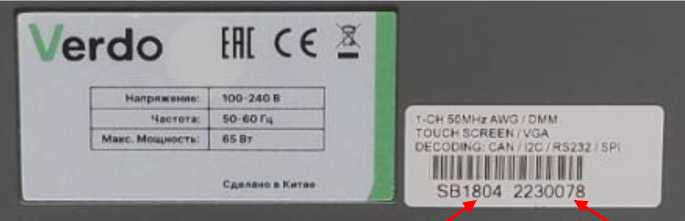 Verdo EAC CE
Напряжение: 100-240 В
Частота: 50-60 Гц
Макс. Мощность: 65 Вт
Сделано в Китае
1-CH 50MHz AWG / DMM
TOUCH SCREEN / VGA
DECODING: CAN / I2C / RS232 / SPI
SB1804 2230078